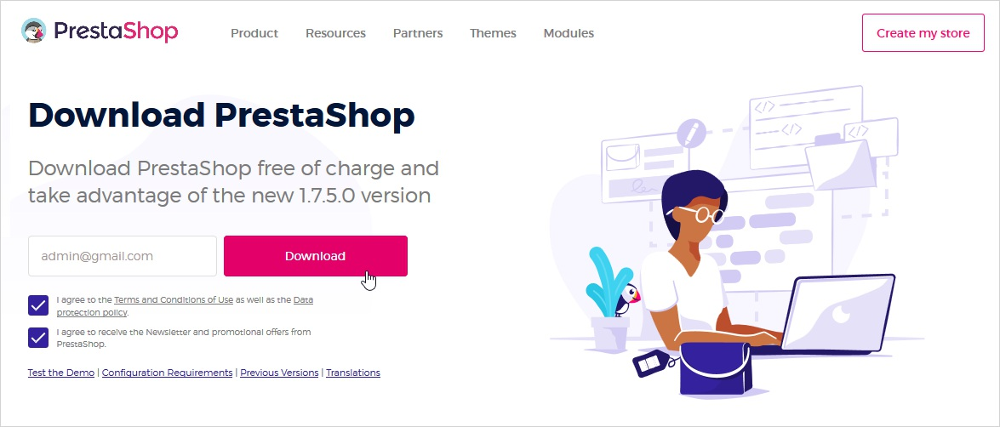 PrestaShop
Product
Resources
Partners
Themes
Modules
Create my store
Download PrestaShop
Download PrestaShop free of charge and
take advantage of the new 1.7.5.0 version
admin@gmail.com
Download
I agree to the Terms and Conditions of Use as well as the Data
protection policy.
I agree to receive the Newsletter and promotional offers from
PrestaShop.
Test the Demo | Configuration Requirements | Previous Versions | Translations